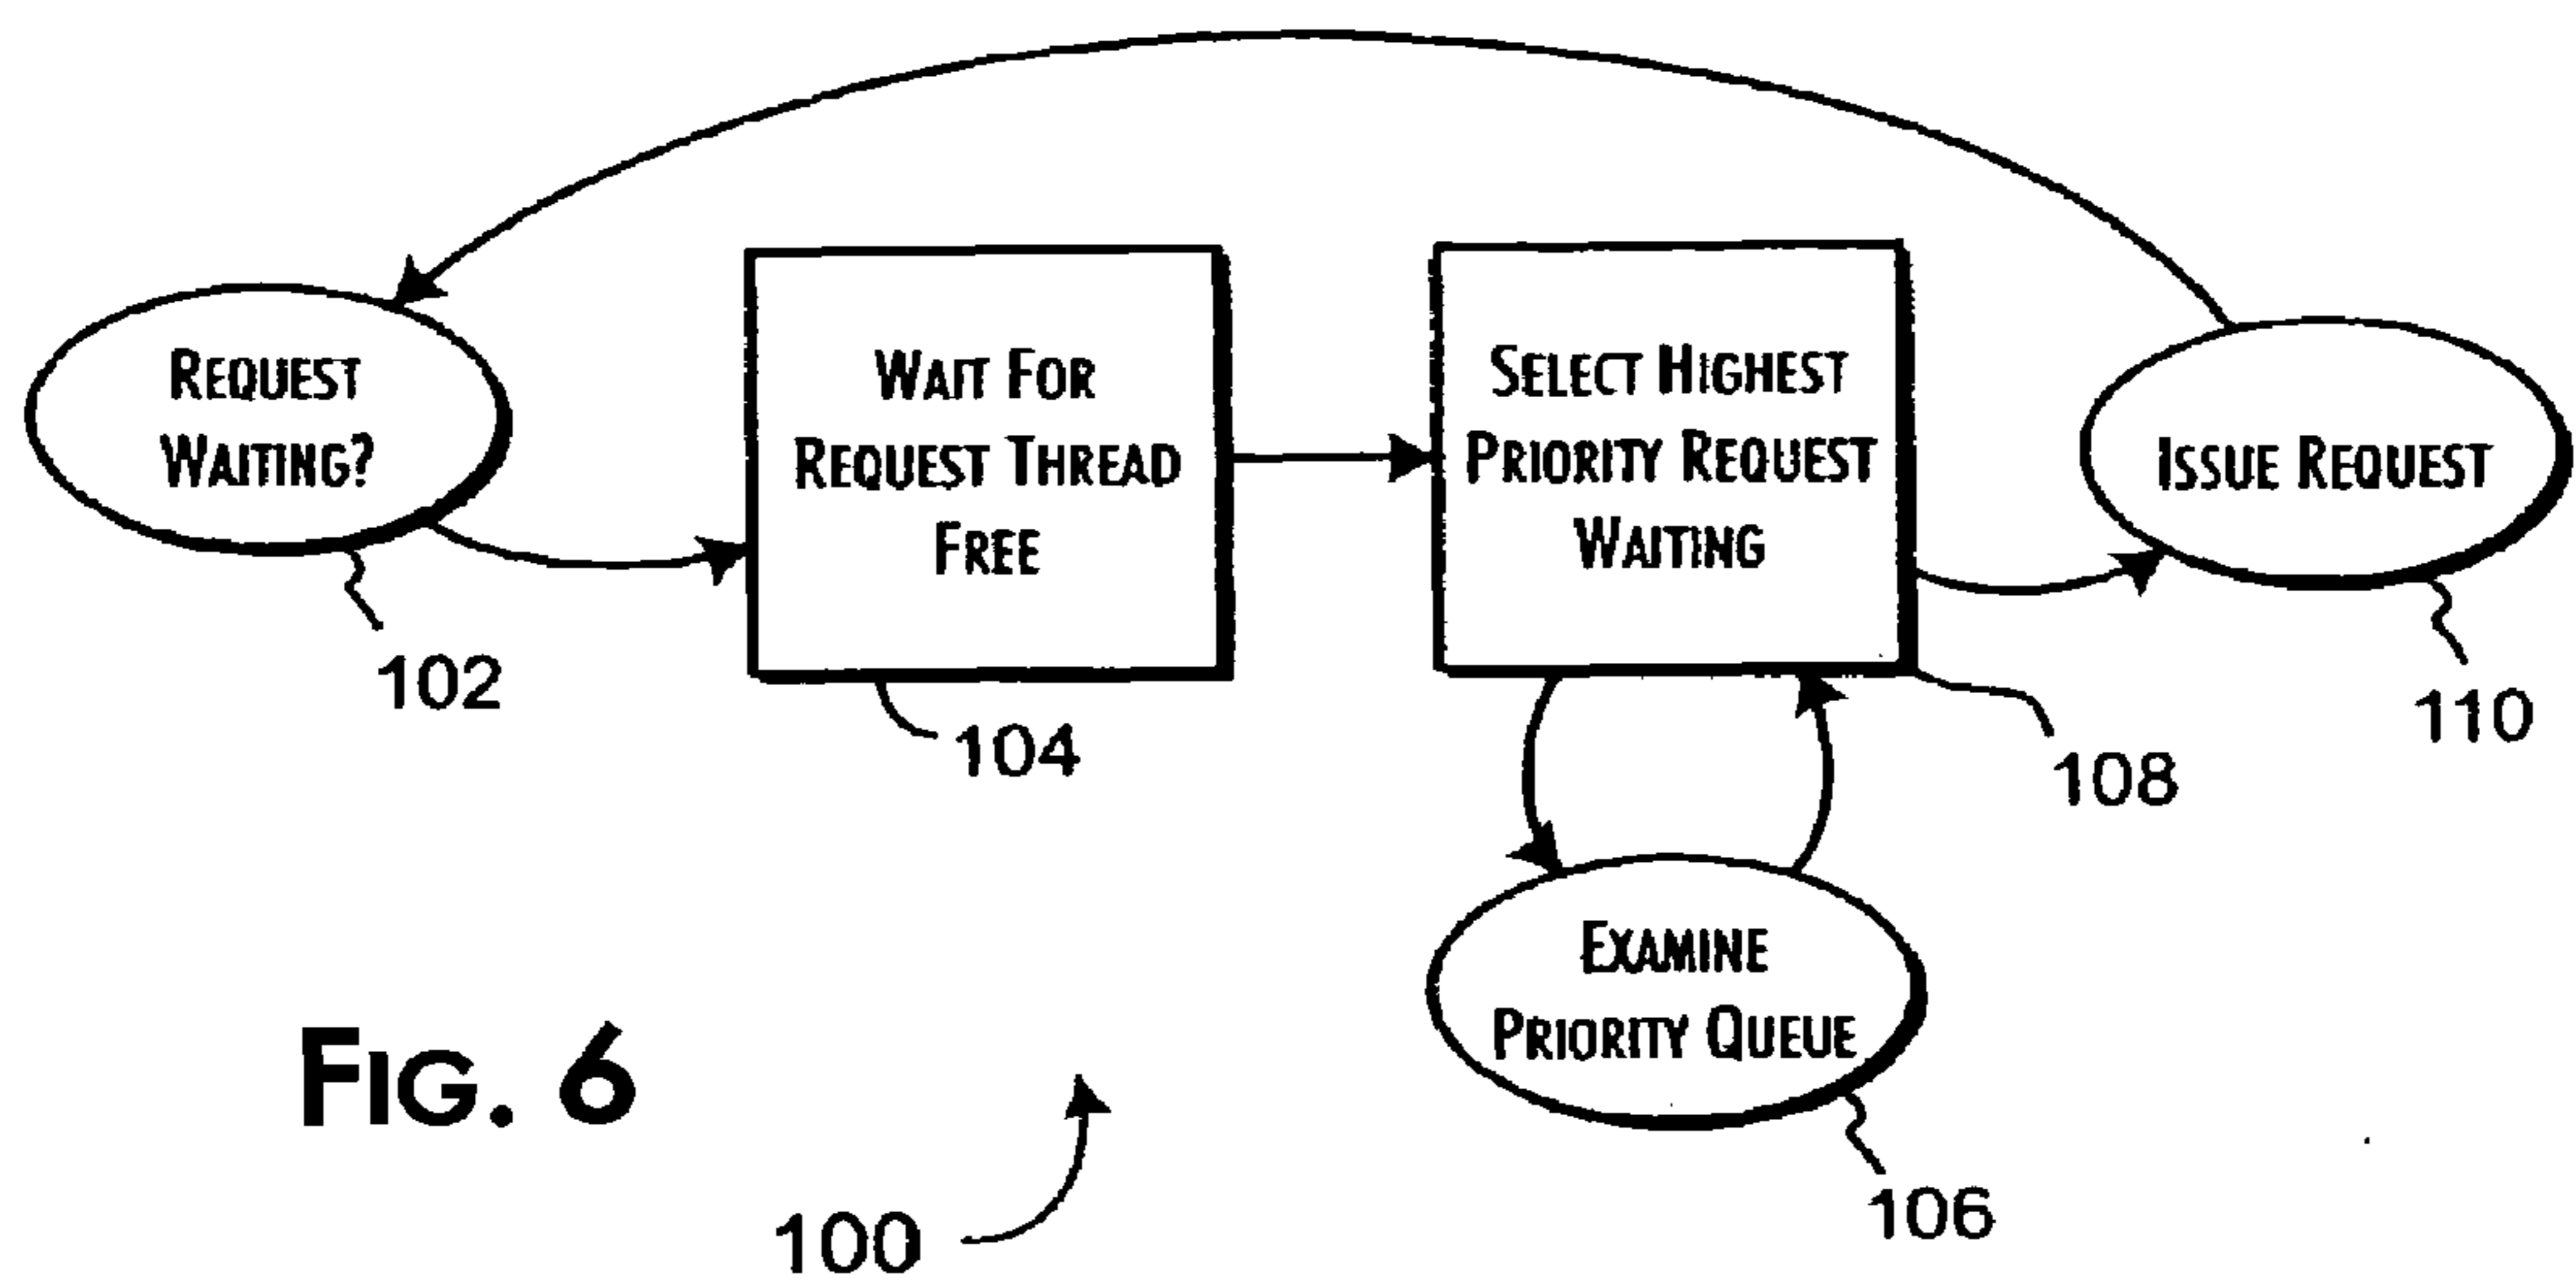 REQUEST
WAITING?
102
WAIT FOR
REQUEST THREAD
FREE
104
SELECT HIGHEST
PRIORITY REQUEST
WAITING
108
ISSUE REQUEST
110
EXAMINE
PRIORITY QUEUE
106
FIG. 6
100